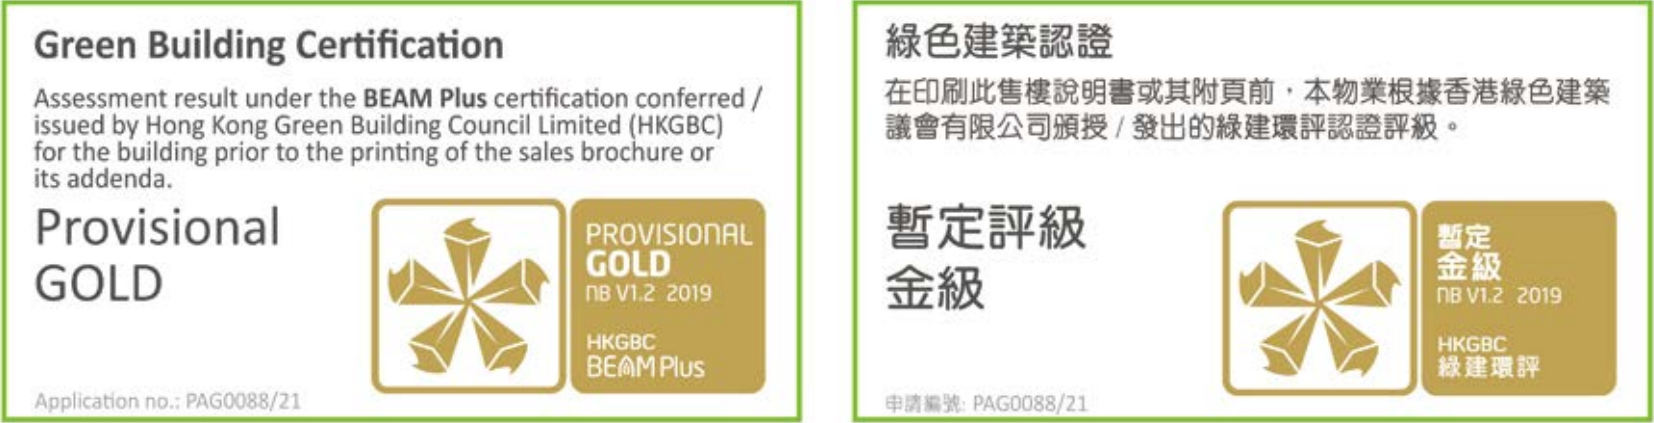 Green Building Certification
Assessment result under the BEAM Plus certification conferred /
issued by Hong Kong Green Building Council Limited (HKGBC)
for the building prior to the printing of the sales brochure or
its addenda.
Provisional
GOLD
PROVISIONAL
GOLD
NB V1.2 2019
HKGBC
BEAM Plus
Application no.: PAG0088/21
綠色建築認證
在印刷此售樓說明書或其附頁前，本物業根據香港綠色建築
議會有限公司頒授 / 發出的綠建環評認證評級。
暫定評級
金級
暫定
金級
NB V1.2 2019
HKGBC
綠建環評
申請編號: PAG0088/21